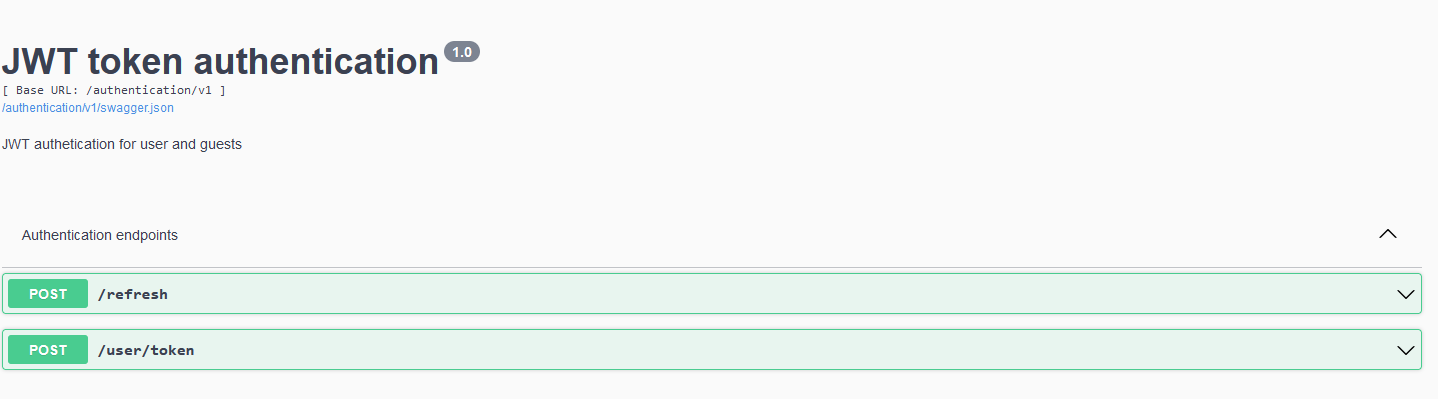 JWT token authentication 1.0
[ Base URL: /authentication/v1 ]
/authentication/v1/swagger.json
JWT authetication for user and guests
Authentication endpoints
POST /refresh
POST /user/token